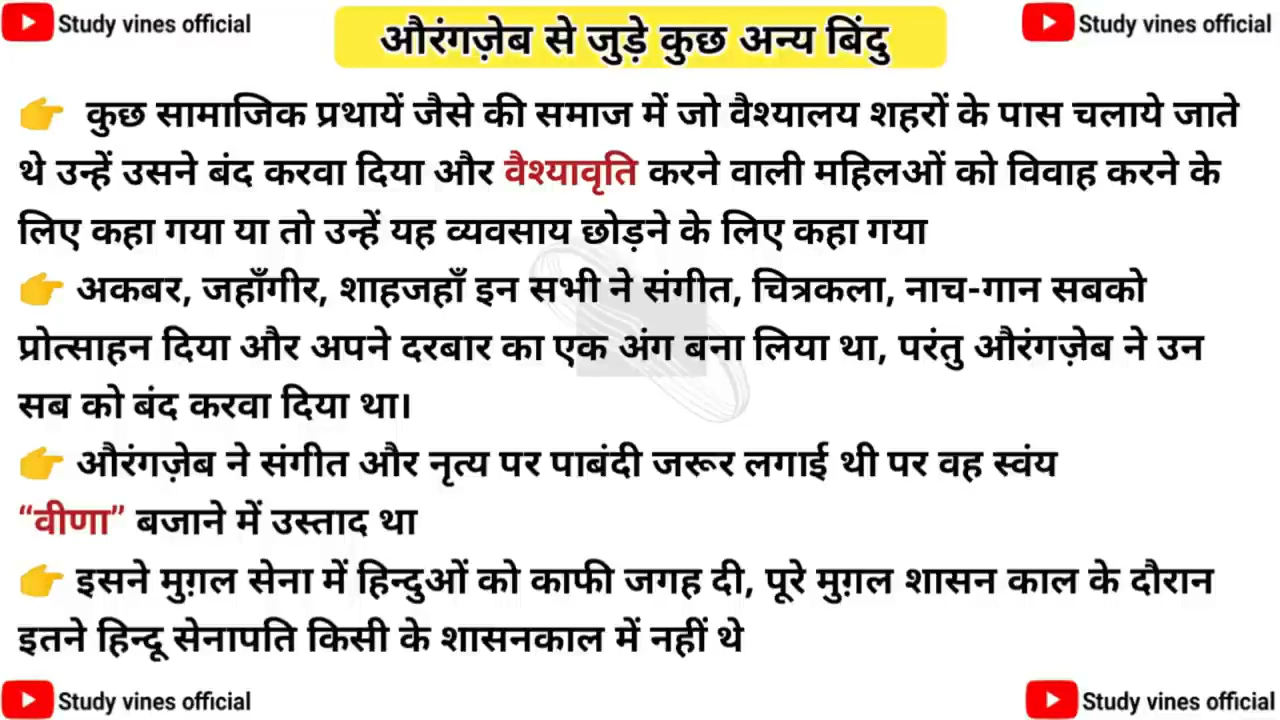 Study vines official
औरंगज़ेब से जुड़े कुछ अन्य बिंदु
Study vines official
👉 कुछ सामाजिक प्रथायें जैसे की समाज में जो वैश्यालय शहरों के पास चलाये जाते
थे उन्हें उसने बंद करवा दिया और वैश्यावृति करने वाली महिलओं को विवाह करने के
लिए कहा गया या तो उन्हें यह व्यवसाय छोड़ने के लिए कहा गया
👉 अकबर, जहाँगीर, शाहजहाँ इन सभी ने संगीत, चित्रकला, नाच-गान सबको
प्रोत्साहन दिया और अपने दरबार का एक अंग बना लिया था, परंतु औरंगज़ेब ने उन
सब को बंद करवा दिया था।
👉 औरंगज़ेब ने संगीत और नृत्य पर पाबंदी जरूर लगाई थी पर वह स्वंय
“वीणा” बजाने में उस्ताद था
👉 इसने मुग़ल सेना में हिन्दुओं को काफी जगह दी, पूरे मुग़ल शासन काल के दौरान
इतने हिन्दू सेनापति किसी के शासनकाल में नहीं थे
Study vines official
Study vines official